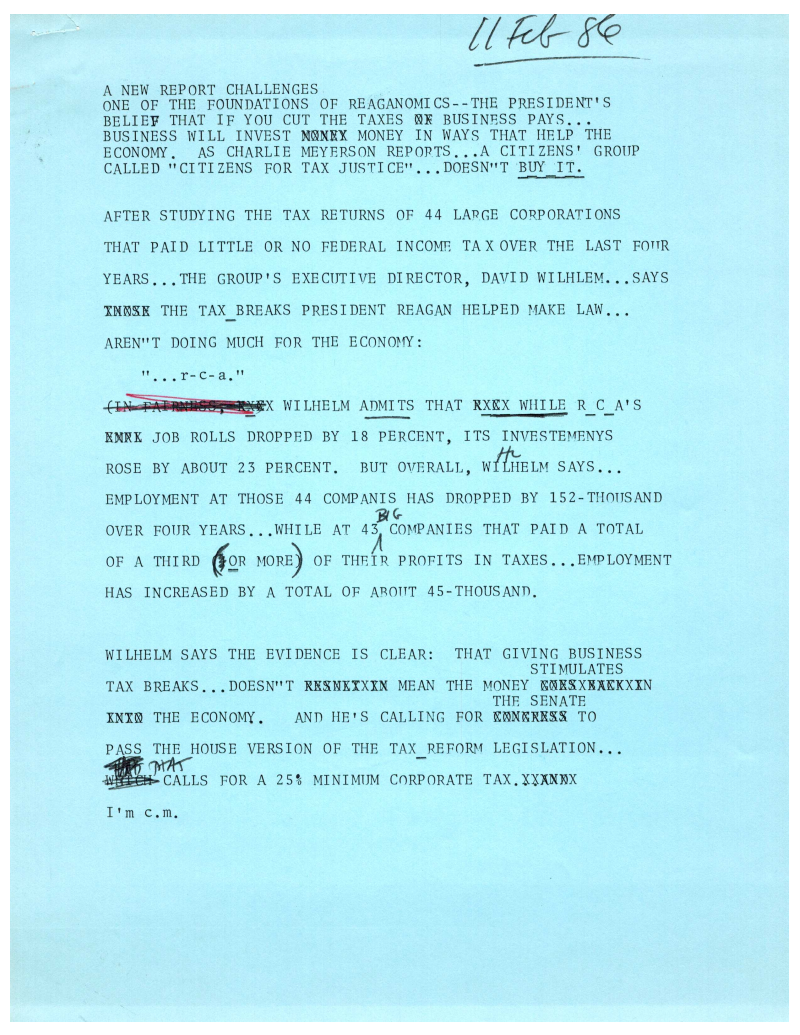 11 Feb 86
A NEW REPORT CHALLENGES
ONE OF THE FOUNDATIONS OF REAGANOMICS--THE PRESIDENT'S
BELIEF THAT IF YOU CUT THE TAXES BUSINESS PAYS...
BUSINESS WILL INVEST MONEY IN WAYS THAT HELP THE
ECONOMY. AS CHARLIE MEYERSON REPORTS...A CITIZENS' GROUP
CALLED "CITIZENS FOR TAX JUSTICE"...DOESN"T BUY IT.
AFTER STUDYING THE TAX RETURNS OF 44 LARGE CORPORATIONS
THAT PAID LITTLE OR NO FEDERAL INCOME TAX OVER THE LAST FOUR
YEARS...THE GROUP'S EXECUTIVE DIRECTOR, DAVID WILHLEM...SAYS
THE TAX_BREAKS PRESIDENT REAGAN HELPED MAKE LAW...
AREN"T DOING MUCH FOR THE ECONOMY:
"...r-c-a."
(IN FAIRNESS, WILHELM ADMITS THAT WHILE R_C_A'S
JOB ROLLS DROPPED BY 18 PERCENT, ITS INVESTEMENYS
ROSE BY ABOUT 23 PERCENT. BUT OVERALL, WILHELM SAYS...
EMPLOYMENT AT THOSE 44 COMPANIS HAS DROPPED BY 152-THOUSAND
OVER FOUR YEARS...WHILE AT 43 BIG COMPANIES THAT PAID A TOTAL
OF A THIRD (OR MORE) OF THEIR PROFITS IN TAXES...EMPLOYMENT
HAS INCREASED BY A TOTAL OF ABOUT 45-THOUSAND.
WILHELM SAYS THE EVIDENCE IS CLEAR: THAT GIVING BUSINESS
STIMULATES
TAX BREAKS...DOESN"T MEAN THE MONEY
THE SENATE
THE ECONOMY. AND HE'S CALLING FOR CONGRESS TO
PASS THE HOUSE VERSION OF THE TAX_REFORM LEGISLATION...
THAT
WHICH CALLS FOR A 25% MINIMUM CORPORATE TAX.
I'm c.m.